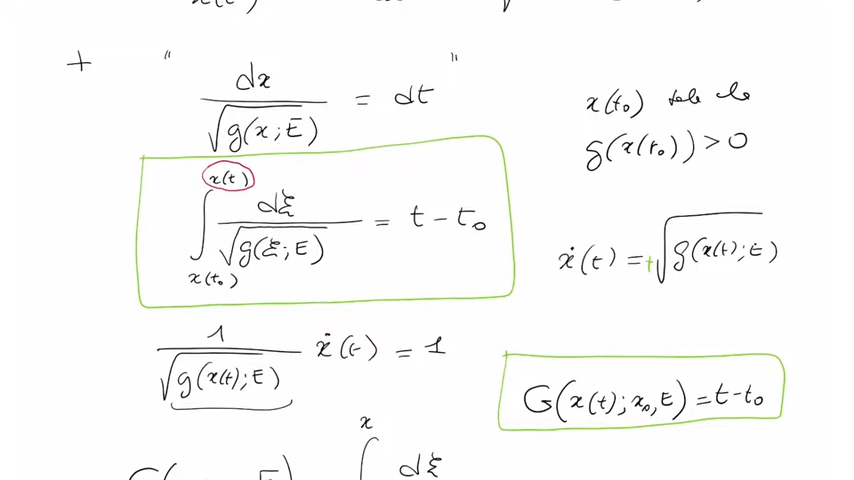 x(t)
+ " dx / √g(x;E) = dt "
x(t₀) tale che
g(x(t₀)) > 0
∫_{x(t₀)}^{x(t)} dξ / √g(ξ;E) = t - t₀
ẋ(t) = +√g(x(t);E)
1 / √g(x(t);E) ẋ(t) = 1
G(x(t);x₀,E) = t - t₀
∫^{x} dξ